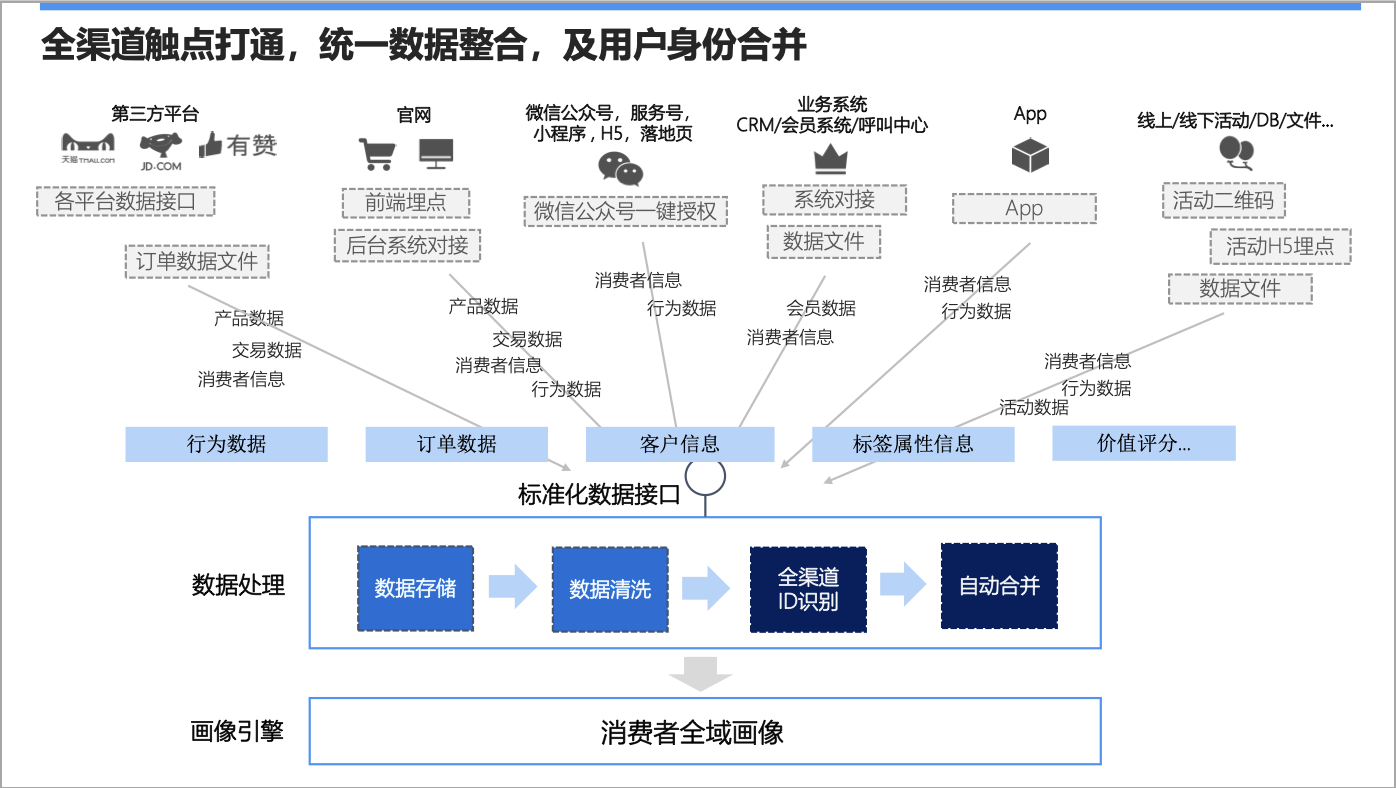 全渠道触点打通，统一数据整合，及用户身份合并
第三方平台
天猫 TMALL.COM
JD.COM
有赞
各平台数据接口
订单数据文件
产品数据
交易数据
消费者信息
官网
前端埋点
后台系统对接
产品数据
交易数据
消费者信息
行为数据
微信公众号，服务号，
小程序 , H5，落地页
微信公众号一键授权
消费者信息
行为数据
业务系统
CRM/会员系统/呼叫中心
系统对接
数据文件
会员数据
消费者信息
App
App
消费者信息
行为数据
线上/线下活动/DB/文件...
活动二维码
活动H5埋点
数据文件
消费者信息
行为数据
活动数据
行为数据
订单数据
客户信息
标签属性信息
价值评分...
标准化数据接口
数据处理
数据存储
数据清洗
全渠道
ID识别
自动合并
画像引擎
消费者全域画像